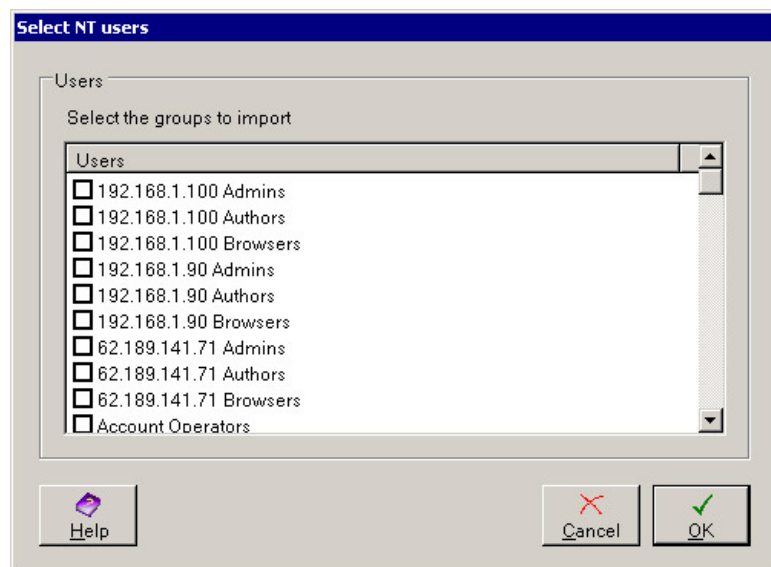 Select NT users
Users
Select the groups to import
Users
192.168.1.100 Admins
192.168.1.100 Authors
192.168.1.100 Browsers
192.168.1.90 Admins
192.168.1.90 Authors
192.168.1.90 Browsers
62.189.141.71 Admins
62.189.141.71 Authors
62.189.141.71 Browsers
Account Operators
Help Cancel OK